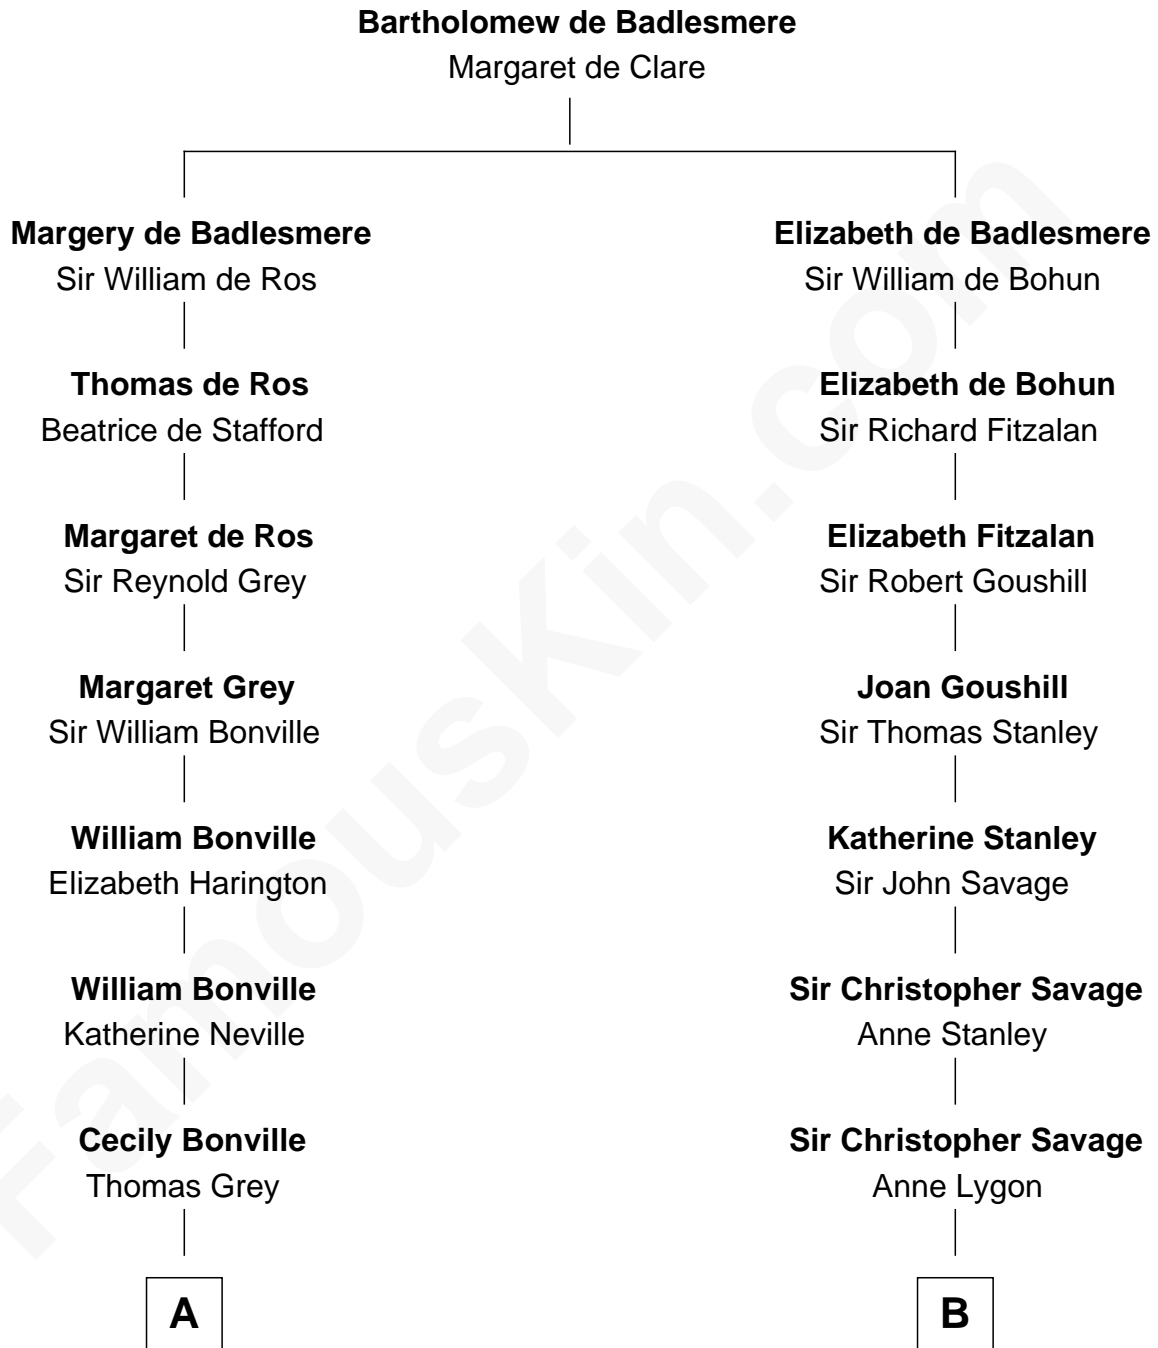 Bartholomew de Badlesmere
Margaret de Clare
Margery de Badlesmere
Sir William de Ros
Elizabeth de Badlesmere
Sir William de Bohun
Thomas de Ros
Beatrice de Stafford
Elizabeth de Bohun
Sir Richard Fitzalan
Margaret de Ros
Sir Reynold Grey
Elizabeth Fitzalan
Sir Robert Goushill
Margaret Grey
Sir William Bonville
Joan Goushill
Sir Thomas Stanley
William Bonville
Elizabeth Harington
Katherine Stanley
Sir John Savage
William Bonville
Katherine Neville
Sir Christopher Savage
Anne Stanley
Cecily Bonville
Thomas Grey
Sir Christopher Savage
Anne Lygon
A
B
FamousKin.com